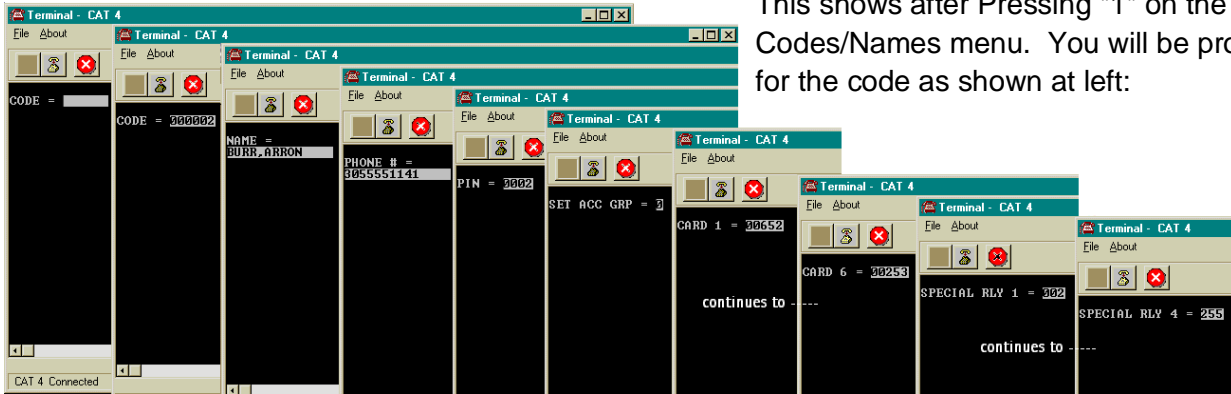 This shows after Pressing "1" on the
Codes/Names menu. You will be pro
for the code as shown at left:
Terminal - CAT 4
File About
CODE =
CAT 4 Connected
Terminal - CAT 4
File About
CODE = 000002
Terminal - CAT 4
File About
NAME =
BURR,ARRON
Terminal - CAT 4
File About
PHONE # =
3055551141
Terminal - CAT 4
File About
PIN = 0002
Terminal - CAT 4
File About
SET ACC GRP = 0
Terminal - CAT 4
File About
CARD 1 = 00652
continues to -----
Terminal - CAT 4
File About
CARD 6 = 00253
Terminal - CAT 4
File About
SPECIAL RLY 1 = 002
continues to -----
Terminal - CAT 4
File About
SPECIAL RLY 4 = 255